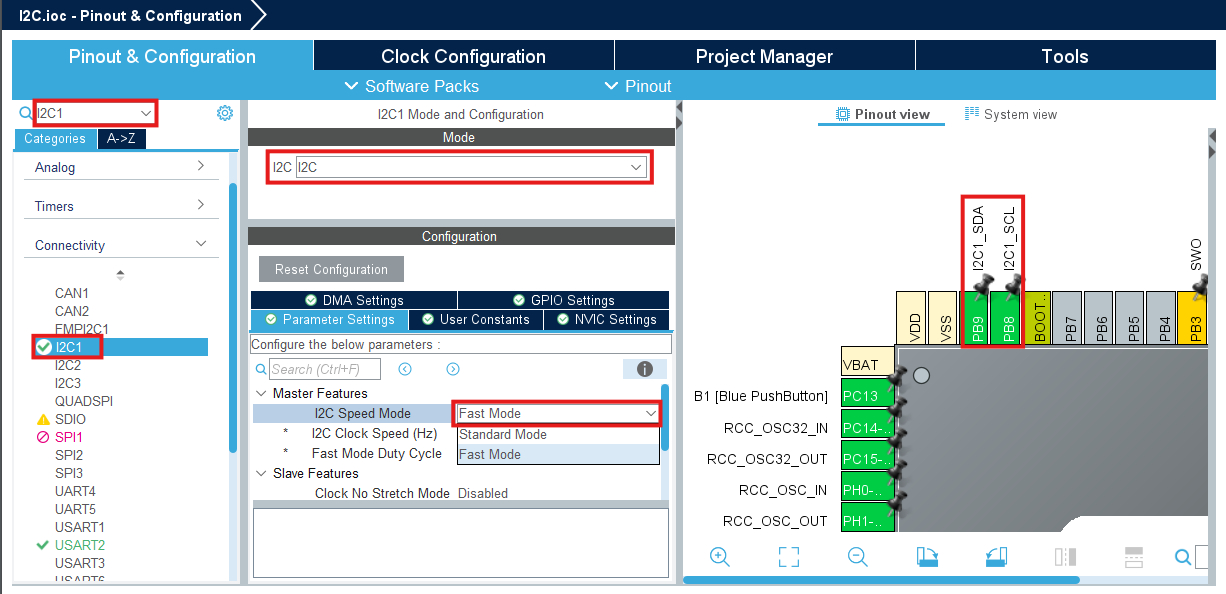 I2C.ioc - Pinout & Configuration
Pinout & Configuration
Clock Configuration
Project Manager
Tools
Software Packs
Pinout
I2C1
Categories
A->Z
Analog
Timers
Connectivity
CAN1
CAN2
FMPI2C1
I2C1
I2C2
I2C3
QUADSPI
SDIO
SPI1
SPI2
SPI3
UART4
UART5
USART1
USART2
USART3
USART6
I2C1 Mode and Configuration
Mode
I2C I2C
Configuration
Reset Configuration
DMA Settings
GPIO Settings
Parameter Settings
User Constants
NVIC Settings
Configure the below parameters :
Search (Ctrl+F)
Master Features
I2C Speed Mode Fast Mode
* I2C Clock Speed (Hz) Standard Mode
* Fast Mode Duty Cycle Fast Mode
Slave Features
Clock No Stretch Mode Disabled
Pinout view
System view
I2C1_SDA
I2C1_SCL
SWO
VDD
VSS
PB9
PB8
BOOT..
PB7
PB6
PB5
PB4
PB3
VBAT
B1 [Blue PushButton] PC13
RCC_OSC32_IN PC14-..
RCC_OSC32_OUT PC15-..
RCC_OSC_IN PH0-..
RCC_OSC_OUT PH1-..